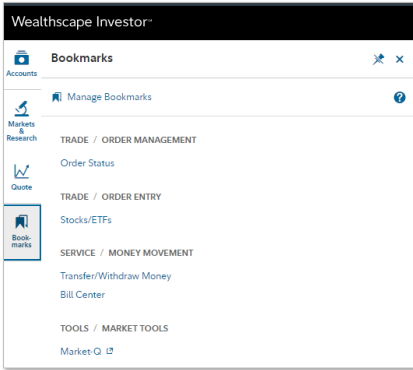 Wealthscape Investor℠
Accounts
Bookmarks
Manage Bookmarks
?
Markets
&
Research
TRADE / ORDER MANAGEMENT
Order Status
Quote
TRADE / ORDER ENTRY
Stocks/ETFs
Book-
marks
SERVICE / MONEY MOVEMENT
Transfer/Withdraw Money
Bill Center
TOOLS / MARKET TOOLS
Market-Q